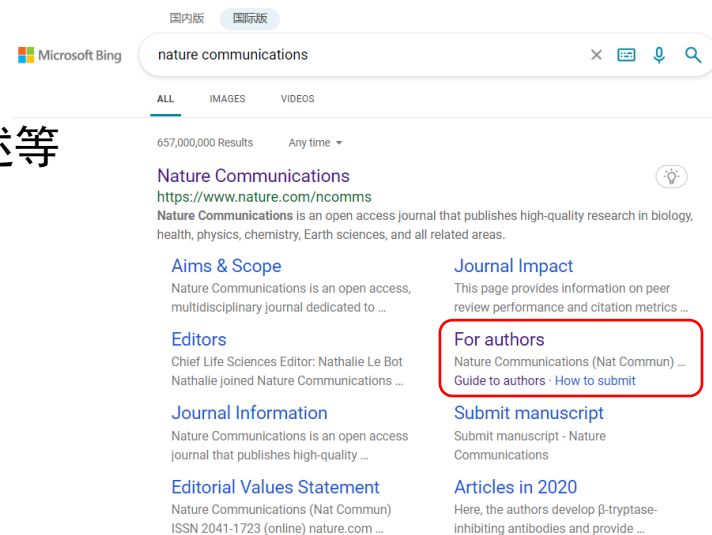 国内版 国际版
Microsoft Bing
nature communications
ALL IMAGES VIDEOS
等
657,000,000 Results Any time
Nature Communications
https://www.nature.com/ncomms
Nature Communications is an open access journal that publishes high-quality research in biology,
health, physics, chemistry, Earth sciences, and all related areas.
Aims & Scope
Nature Communications is an open access,
multidisciplinary journal dedicated to ...
Journal Impact
This page provides information on peer
review performance and citation metrics ...
Editors
Chief Life Sciences Editor: Nathalie Le Bot
Nathalie joined Nature Communications ...
For authors
Nature Communications (Nat Commun) ...
Guide to authors · How to submit
Journal Information
Nature Communications is an open access
journal that publishes high-quality ...
Submit manuscript
Submit manuscript - Nature
Communications
Editorial Values Statement
Nature Communications (Nat Commun)
ISSN 2041-1723 (online) nature.com ...
Articles in 2020
Here, the authors develop β-tryptase-
inhibiting antibodies and provide ...